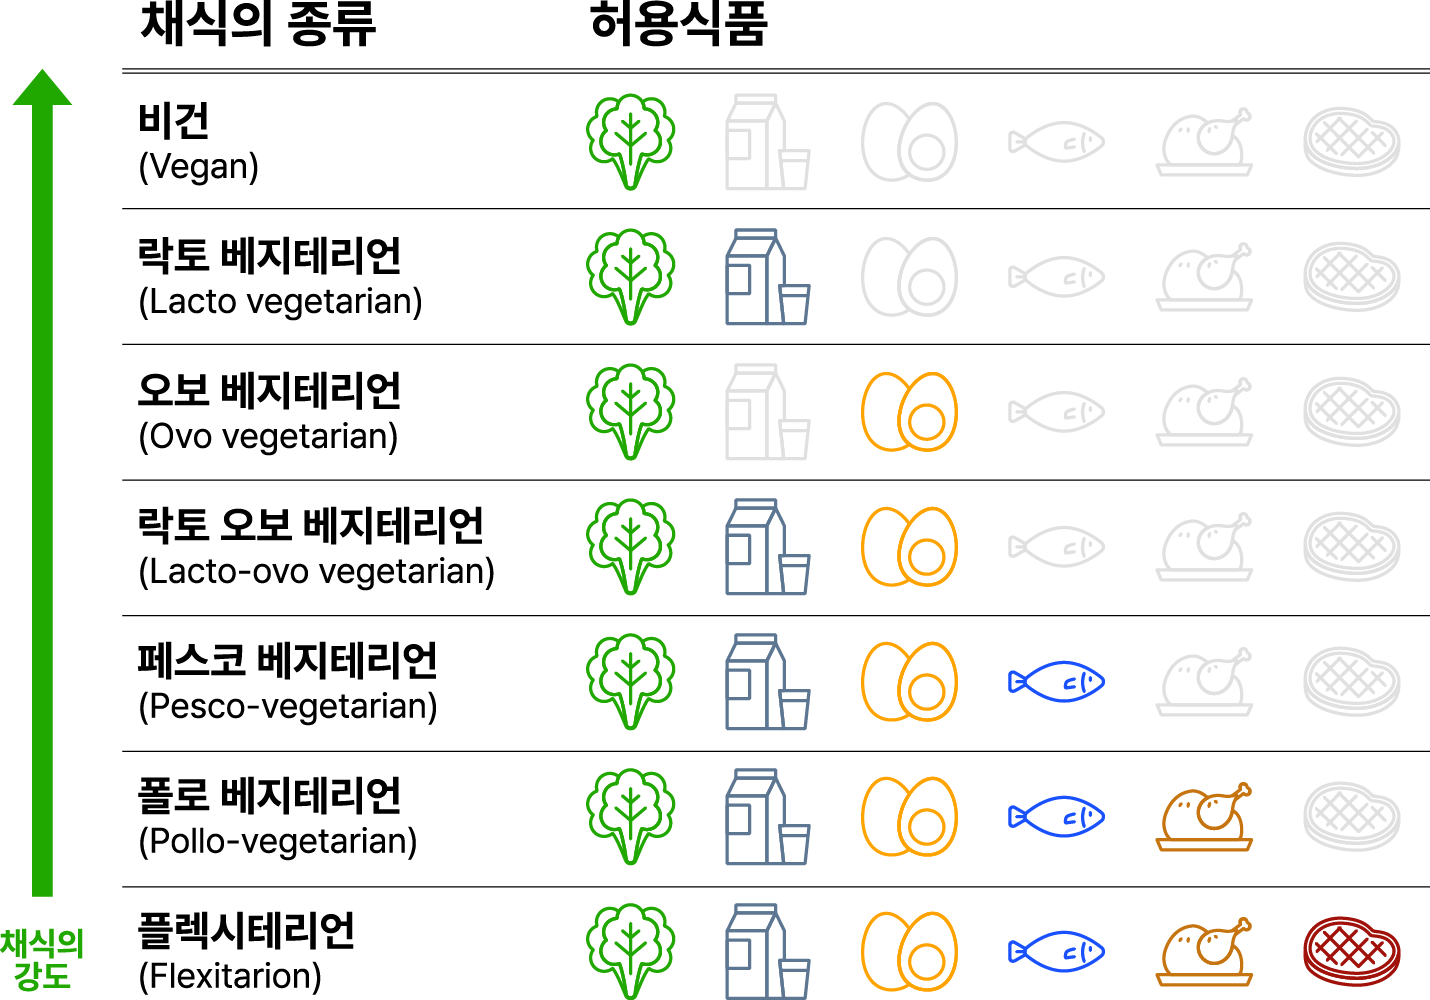 채식의 종류
허용식품
비건
(Vegan)
락토 베지테리언
(Lacto vegetarian)
오보 베지테리언
(Ovo vegetarian)
락토 오보 베지테리언
(Lacto-ovo vegetarian)
페스코 베지테리언
(Pesco-vegetarian)
폴로 베지테리언
(Pollo-vegetarian)
플렉시테리언
(Flexitarion)
채식의
강도